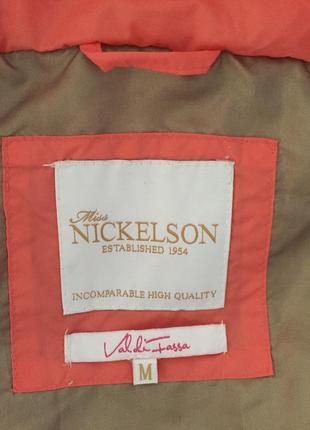 Miss
NICKELSON
ESTABLISHED 1954
INCOMPARABLE HIGH QUALITY
Val di Fassa
M